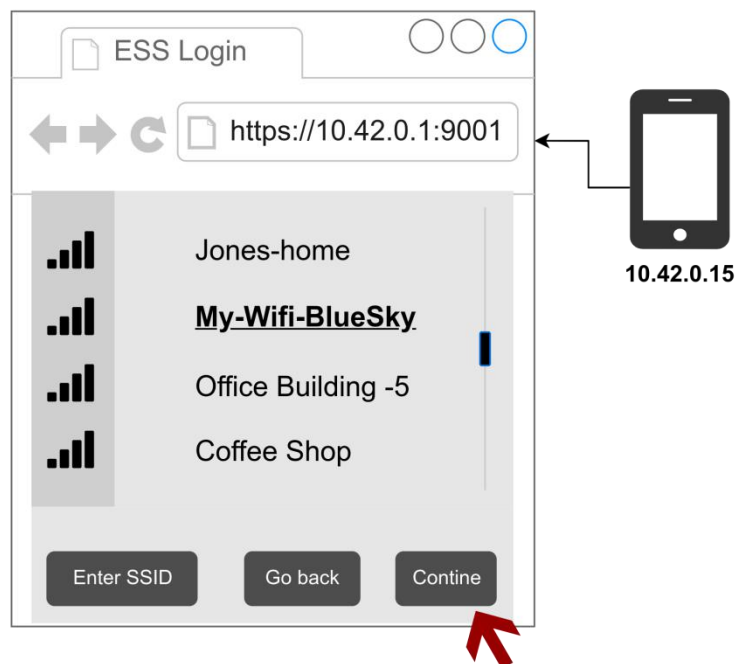 ESS Login
https://10.42.0.1:9001
Jones-home
My-Wifi-BlueSky
Office Building -5
Coffee Shop
Enter SSID
Go back
Contine
10.42.0.15